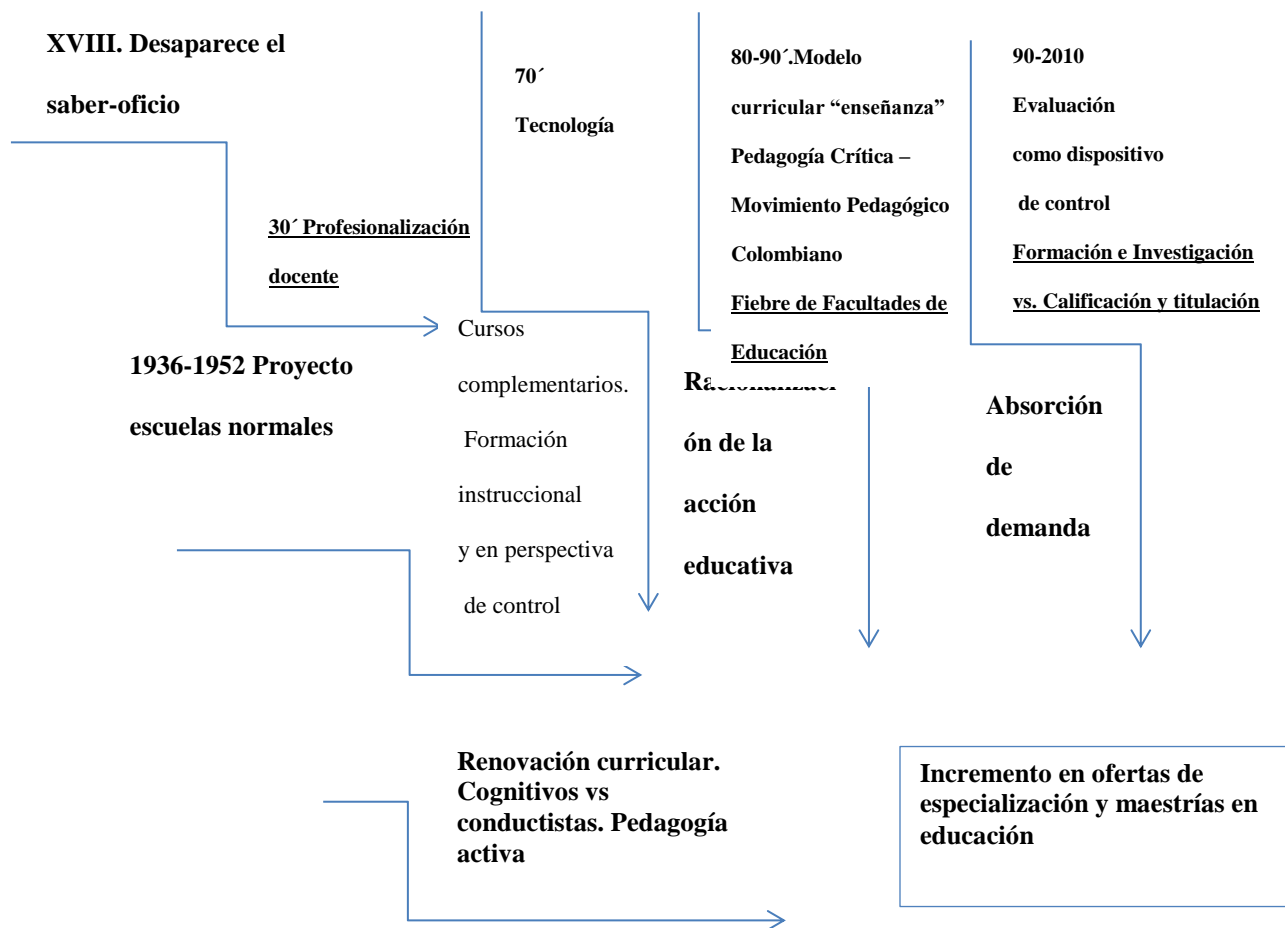 XVIII. Desaparece el
saber-oficio
70´
Tecnología
80-90´.Modelo
curricular “enseñanza”
Pedagogía Crítica –
Movimiento Pedagógico
Colombiano
Fiebre de Facultades de
Educación
90-2010
Evaluación
como dispositivo
de control
Formación e Investigación
vs. Calificación y titulación
30´ Profesionalización
docente
1936-1952 Proyecto
escuelas normales
Cursos
complementarios.
Formación
instruccional
y en perspectiva
de control
Racionalizaci
ón de la
acción
educativa
Absorción
de
demanda
Renovación curricular.
Cognitivos vs
conductistas. Pedagogía
activa
Incremento en ofertas de
especialización y maestrías en
educación